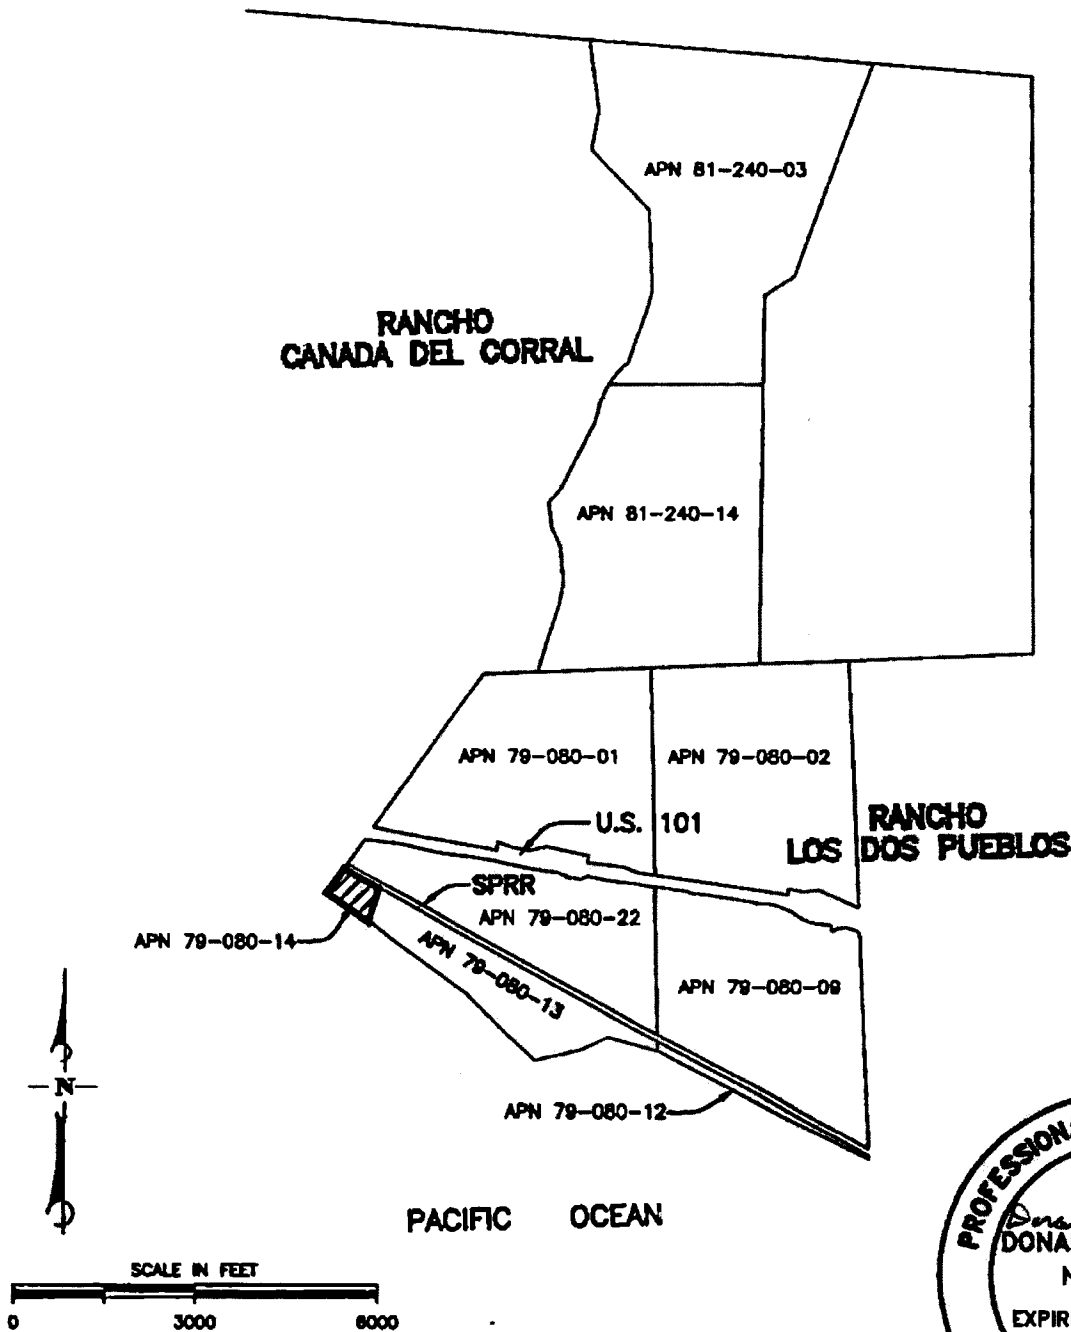 APN 81-240-03
RANCHO
CANADA DEL CORRAL
APN 81-240-14
APN 79-080-01
APN 79-080-02
U.S. 101
RANCHO
LOS DOS PUEBLOS
SPRR
APN 79-080-22
APN 79-080-14
APN 79-080-13
APN 79-080-09
N
APN 79-080-12
PACIFIC OCEAN
PROFESSION
DONA
N
EXPIR
SCALE IN FEET
0 3000 6000